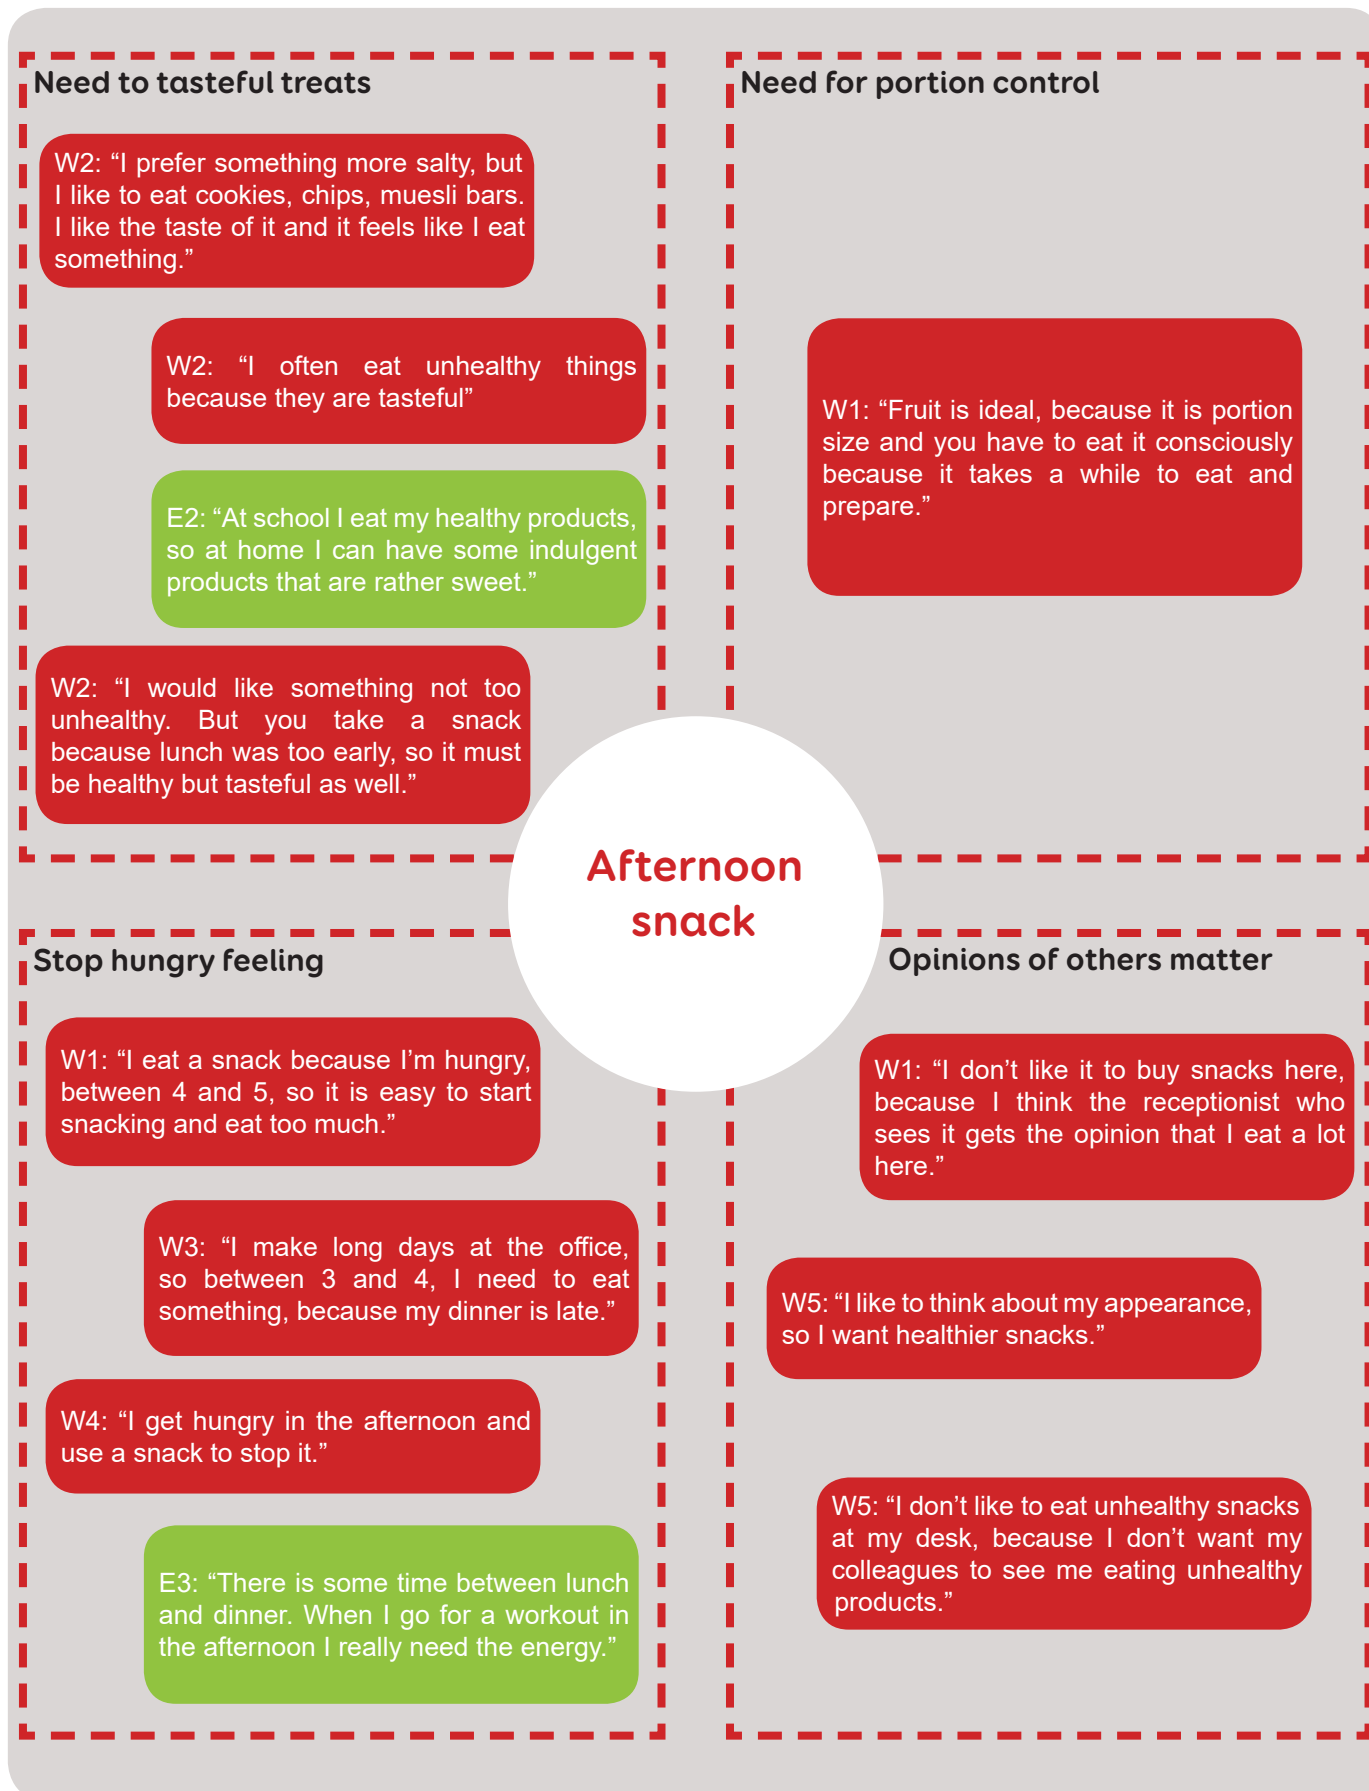 Need to tasteful treats
W2: “I prefer something more salty, but
I like to eat cookies, chips, muesli bars.
I like the taste of it and it feels like I eat
something.”
W2: “I often eat unhealthy things
because they are tasteful”
E2: “At school I eat my healthy products,
so at home I can have some indulgent
products that are rather sweet.”
W2: “I would like something not too
unhealthy. But you take a snack
because lunch was too early, so it must
be healthy but tasteful as well.”
Need for portion control
W1: “Fruit is ideal, because it is portion
size and you have to eat it consciously
because it takes a while to eat and
prepare.”
Afternoon
snack
Stop hungry feeling
W1: “I eat a snack because I’m hungry,
between 4 and 5, so it is easy to start
snacking and eat too much.”
W3: “I make long days at the office,
so between 3 and 4, I need to eat
something, because my dinner is late.”
W4: “I get hungry in the afternoon and
use a snack to stop it.”
E3: “There is some time between lunch
and dinner. When I go for a workout in
the afternoon I really need the energy.”
Opinions of others matter
W1: “I don’t like it to buy snacks here,
because I think the receptionist who
sees it gets the opinion that I eat a lot
here.”
W5: “I like to think about my appearance,
so I want healthier snacks.”
W5: “I don’t like to eat unhealthy snacks
at my desk, because I don’t want my
colleagues to see me eating unhealthy
products.”